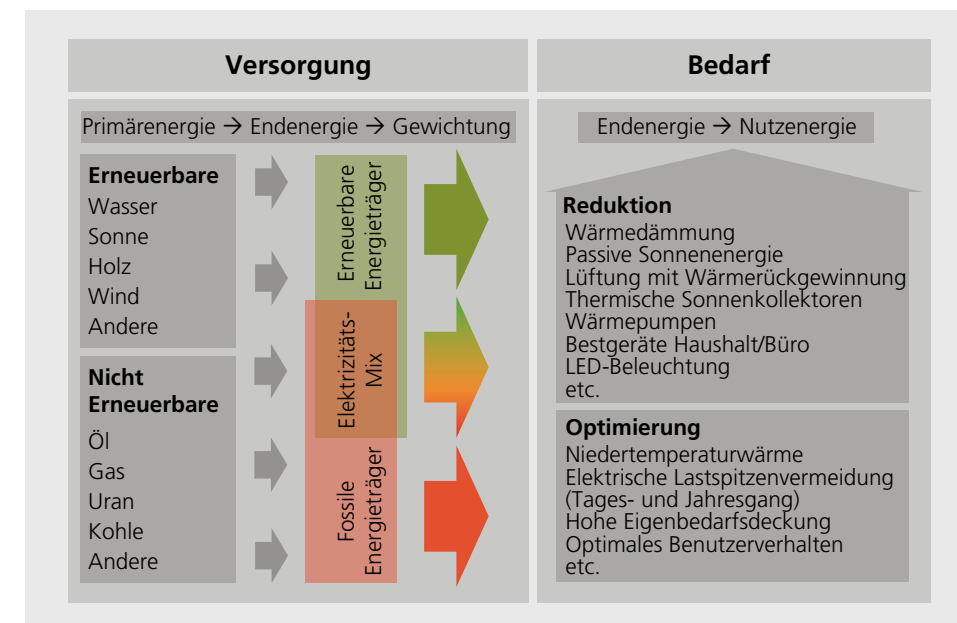 Versorgung
Primärenergie → Endenergie → Gewichtung
Erneuerbare
Wasser
Sonne
Holz
Wind
Andere
Nicht
Erneuerbare
Öl
Gas
Uran
Kohle
Andere
Erneuerbare
Energieträger
Elektrizitäts-
Mix
Fossile
Energieträger
Bedarf
Endenergie → Nutzenergie
Reduktion
Wärmedämmung
Passive Sonnenenergie
Lüftung mit Wärmerückgewinnung
Thermische Sonnenkollektoren
Wärmepumpen
Bestgeräte Haushalt/Büro
LED-Beleuchtung
etc.
Optimierung
Niedertemperaturwärme
Elektrische Lastspitzenvermeidung
(Tages- und Jahresgang)
Hohe Eigenbedarfsdeckung
Optimales Benutzerverhalten
etc.